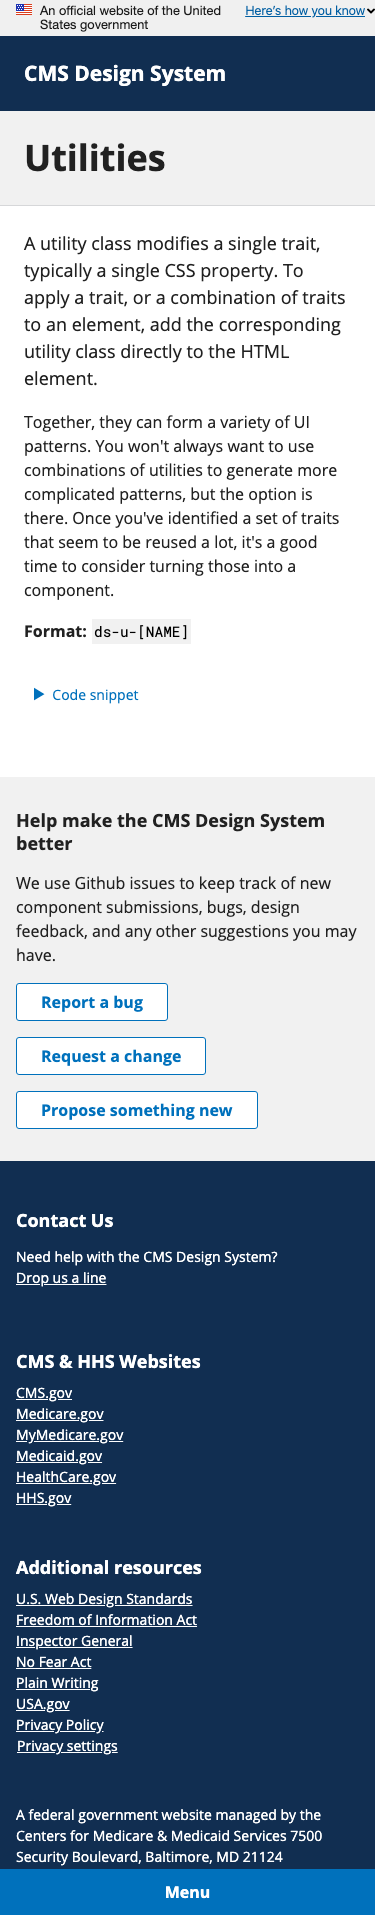 An official website of the United
States government
Here's how you know
CMS Design System
Utilities
A utility class modifies a single trait,
typically a single CSS property. To
apply a trait, or a combination of traits
to an element, add the corresponding
utility class directly to the HTML
element.
Together, they can form a variety of UI
patterns. You won't always want to use
combinations of utilities to generate more
complicated patterns, but the option is
there. Once you've identified a set of traits
that seem to be reused a lot, it's a good
time to consider turning those into a
component.
Format: ds-u-[NAME]
Code snippet
Help make the CMS Design System
better
We use Github issues to keep track of new
component submissions, bugs, design
feedback, and any other suggestions you may
have.
Report a bug
Request a change
Propose something new
Contact Us
Need help with the CMS Design System?
Drop us a line
CMS & HHS Websites
CMS.gov
Medicare.gov
MyMedicare.gov
Medicaid.gov
HealthCare.gov
HHS.gov
Additional resources
U.S. Web Design Standards
Freedom of Information Act
Inspector General
No Fear Act
Plain Writing
USA.gov
Privacy Policy
Privacy settings
A federal government website managed by the
Centers for Medicare & Medicaid Services 7500
Security Boulevard, Baltimore, MD 21124
Menu